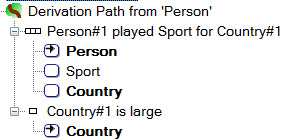 Derivation Path from 'Person'
Person#1 played Sport for Country#1
Person
Sport
Country
Country#1 is large
Country